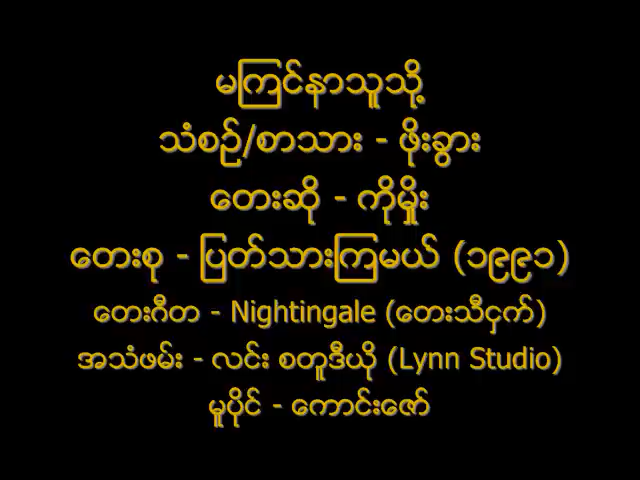 မကြင်နာသူသို့
သံစဉ်/စာသား - ဖိုးခွား
တေးဆို - ကိုမှိုး
တေးစု - ပြတ်သားကြမယ် (၁၉၉၁)
တေးဂီတ - Nightingale (တေးသီငှက်)
အသံဖမ်း - လင်း စတူဒီယို (Lynn Studio)
မူပိုင် - ကောင်းဇော်